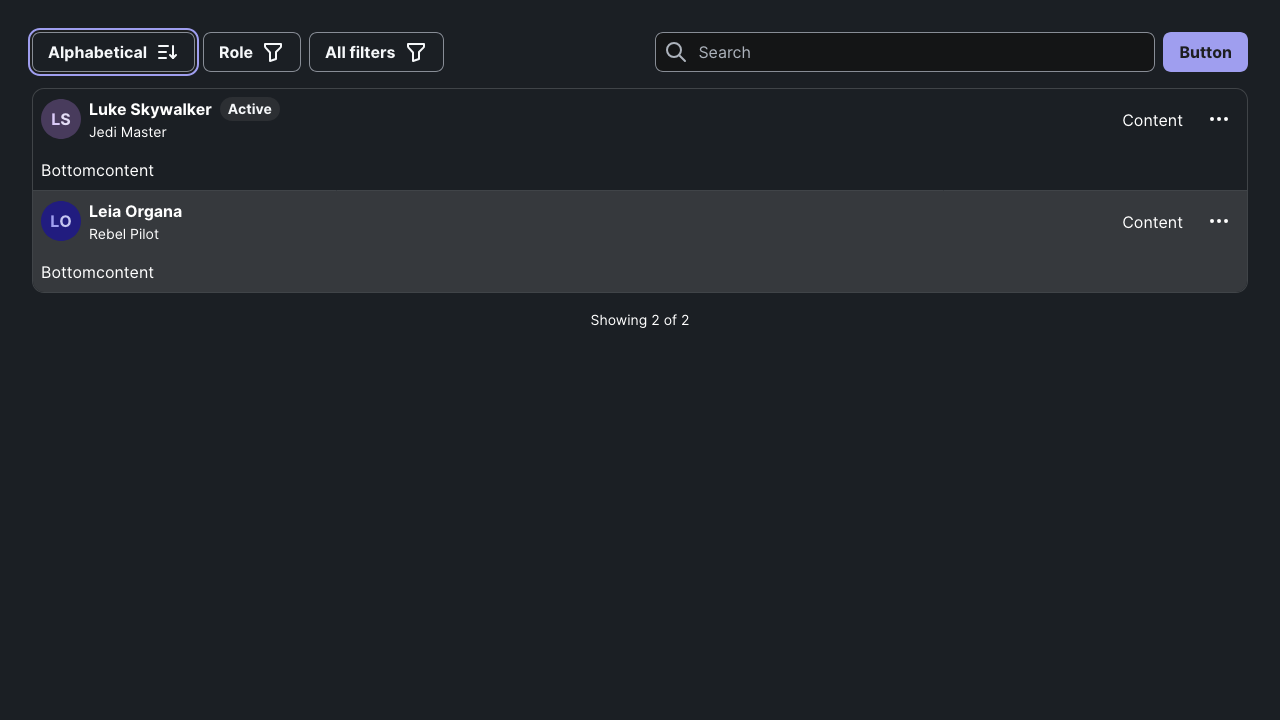 Alphabetical Role All filters Search Button
LS Luke Skywalker Active
Jedi Master
Content
Bottomcontent
LO Leia Organa
Rebel Pilot
Content
Bottomcontent
Showing 2 of 2